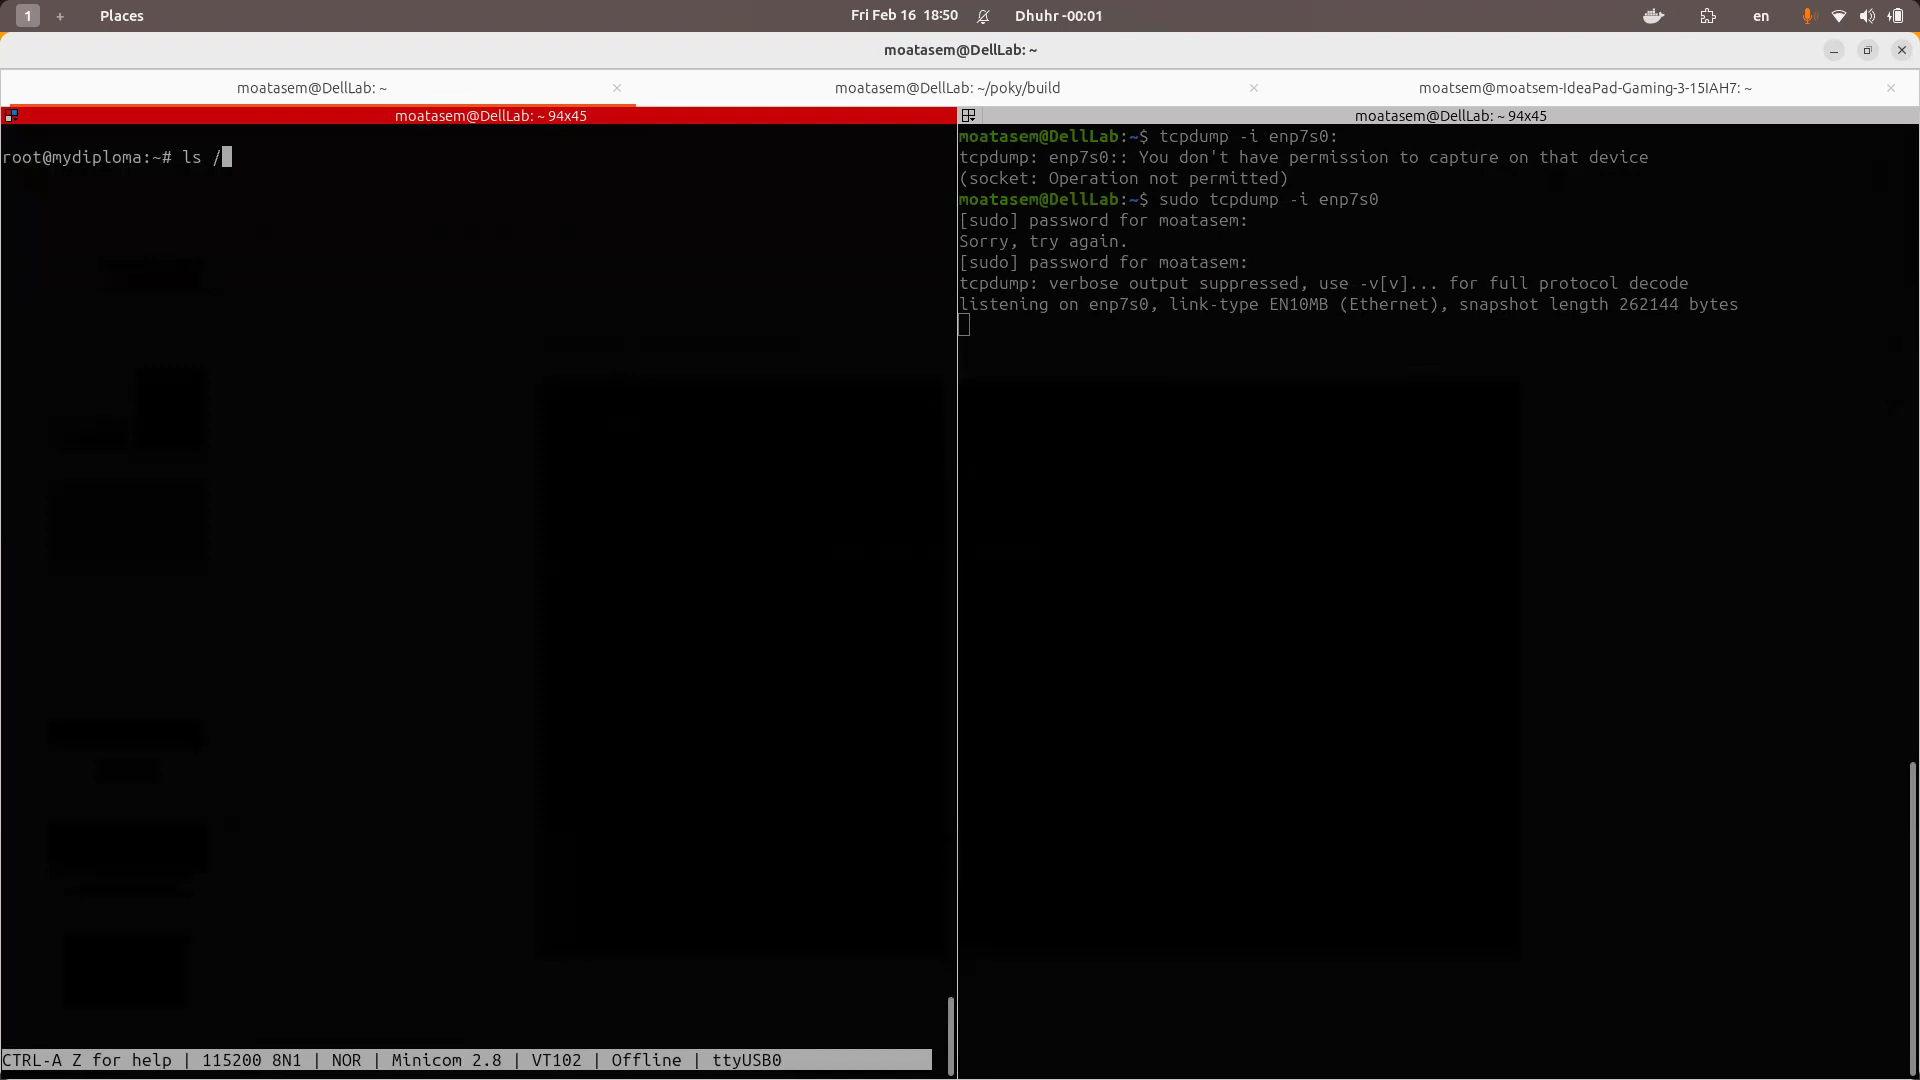 1 + Places Fri Feb 16 18:50 Dhuhr -00:01 en
moatasem@DellLab: ~
moatasem@DellLab: ~ × moatasem@DellLab: ~/poky/build × moatsem@moatsem-IdeaPad-Gaming-3-15IAH7: ~ ×
moatasem@DellLab: ~ 94x45
root@mydiploma:~# ls /
CTRL-A Z for help | 115200 8N1 | NOR | Minicom 2.8 | VT102 | Offline | ttyUSB0
moatasem@DellLab: ~ 94x45
moatasem@DellLab:~$ tcpdump -i enp7s0:
tcpdump: enp7s0:: You don't have permission to capture on that device
(socket: Operation not permitted)
moatasem@DellLab:~$ sudo tcpdump -i enp7s0
[sudo] password for moatasem:
Sorry, try again.
[sudo] password for moatasem:
tcpdump: verbose output suppressed, use -v[v]... for full protocol decode
listening on enp7s0, link-type EN10MB (Ethernet), snapshot length 262144 bytes